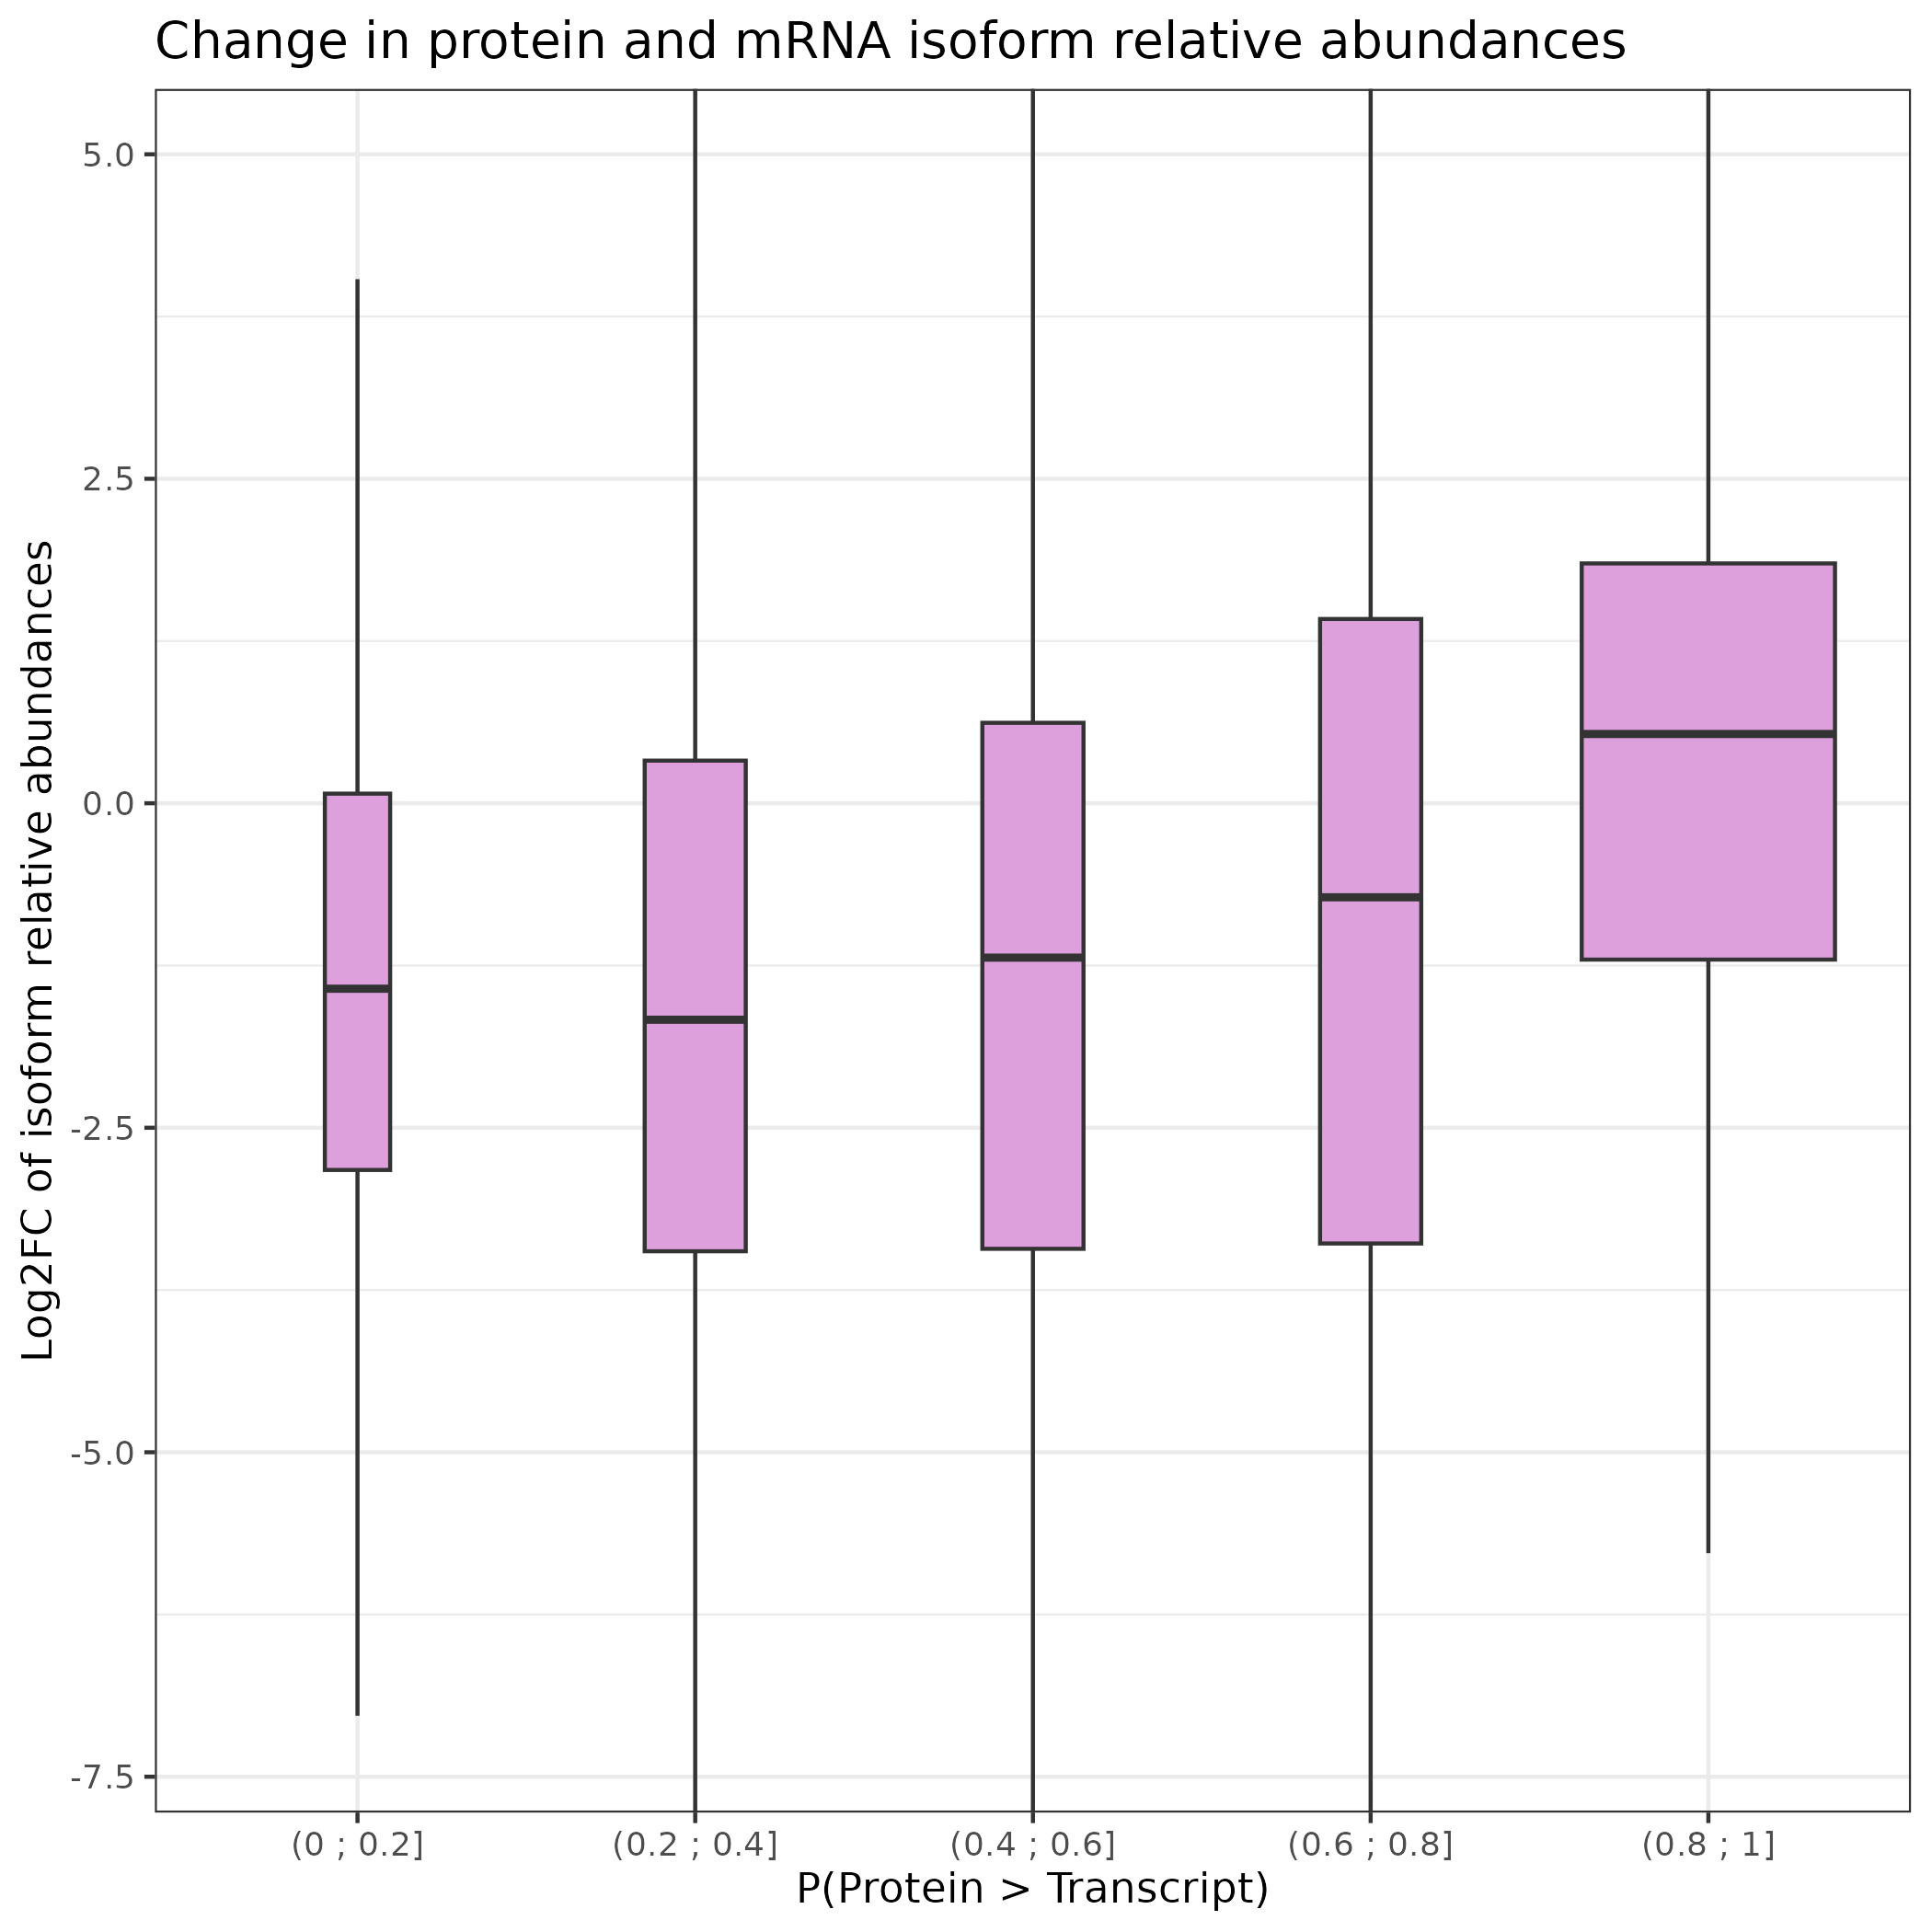 Change in protein and mRNA isoform relative abundances
Log2FC of isoform relative abundances
5.0
2.5
0.0
-2.5
-5.0
-7.5
(0 ; 0.2]
(0.2 ; 0.4]
(0.4 ; 0.6]
(0.6 ; 0.8]
(0.8 ; 1]
P(Protein > Transcript)